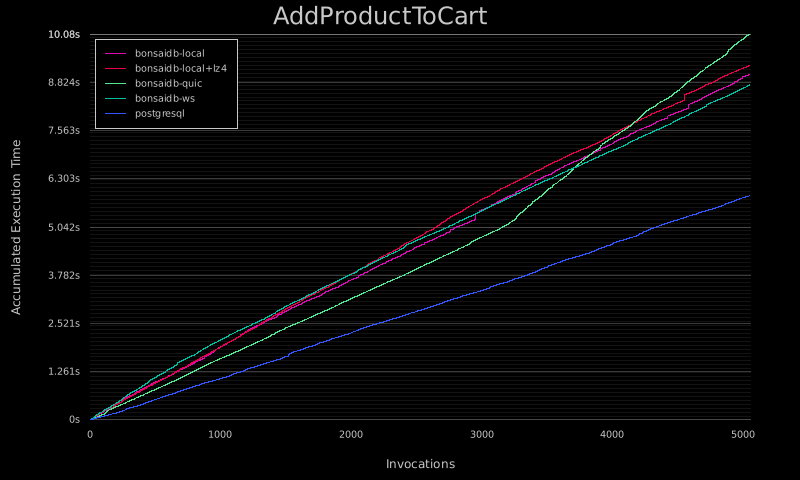 AddProductToCart
10.08s
8.824s
7.563s
6.303s
5.042s
3.782s
2.521s
1.261s
0s
bonsaidb-local
bonsaidb-local+lz4
bonsaidb-quic
bonsaidb-ws
postgresql
Accumulated Execution Time
0 1000 2000 3000 4000 5000
Invocations